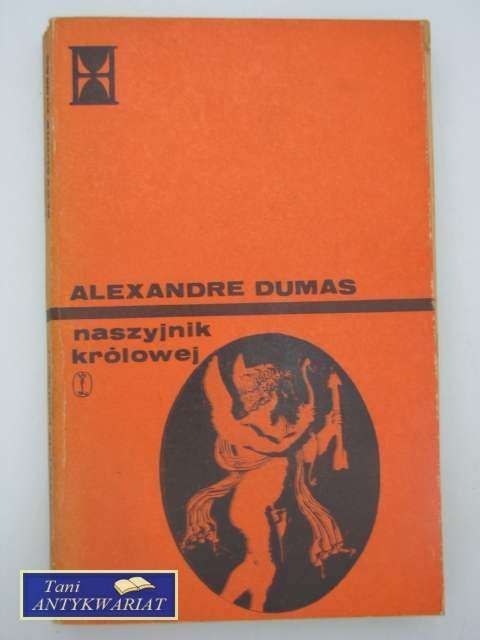 ALEXANDRE DUMAS
naszyjnik
królowej
Tani
ANTYKWARIAT